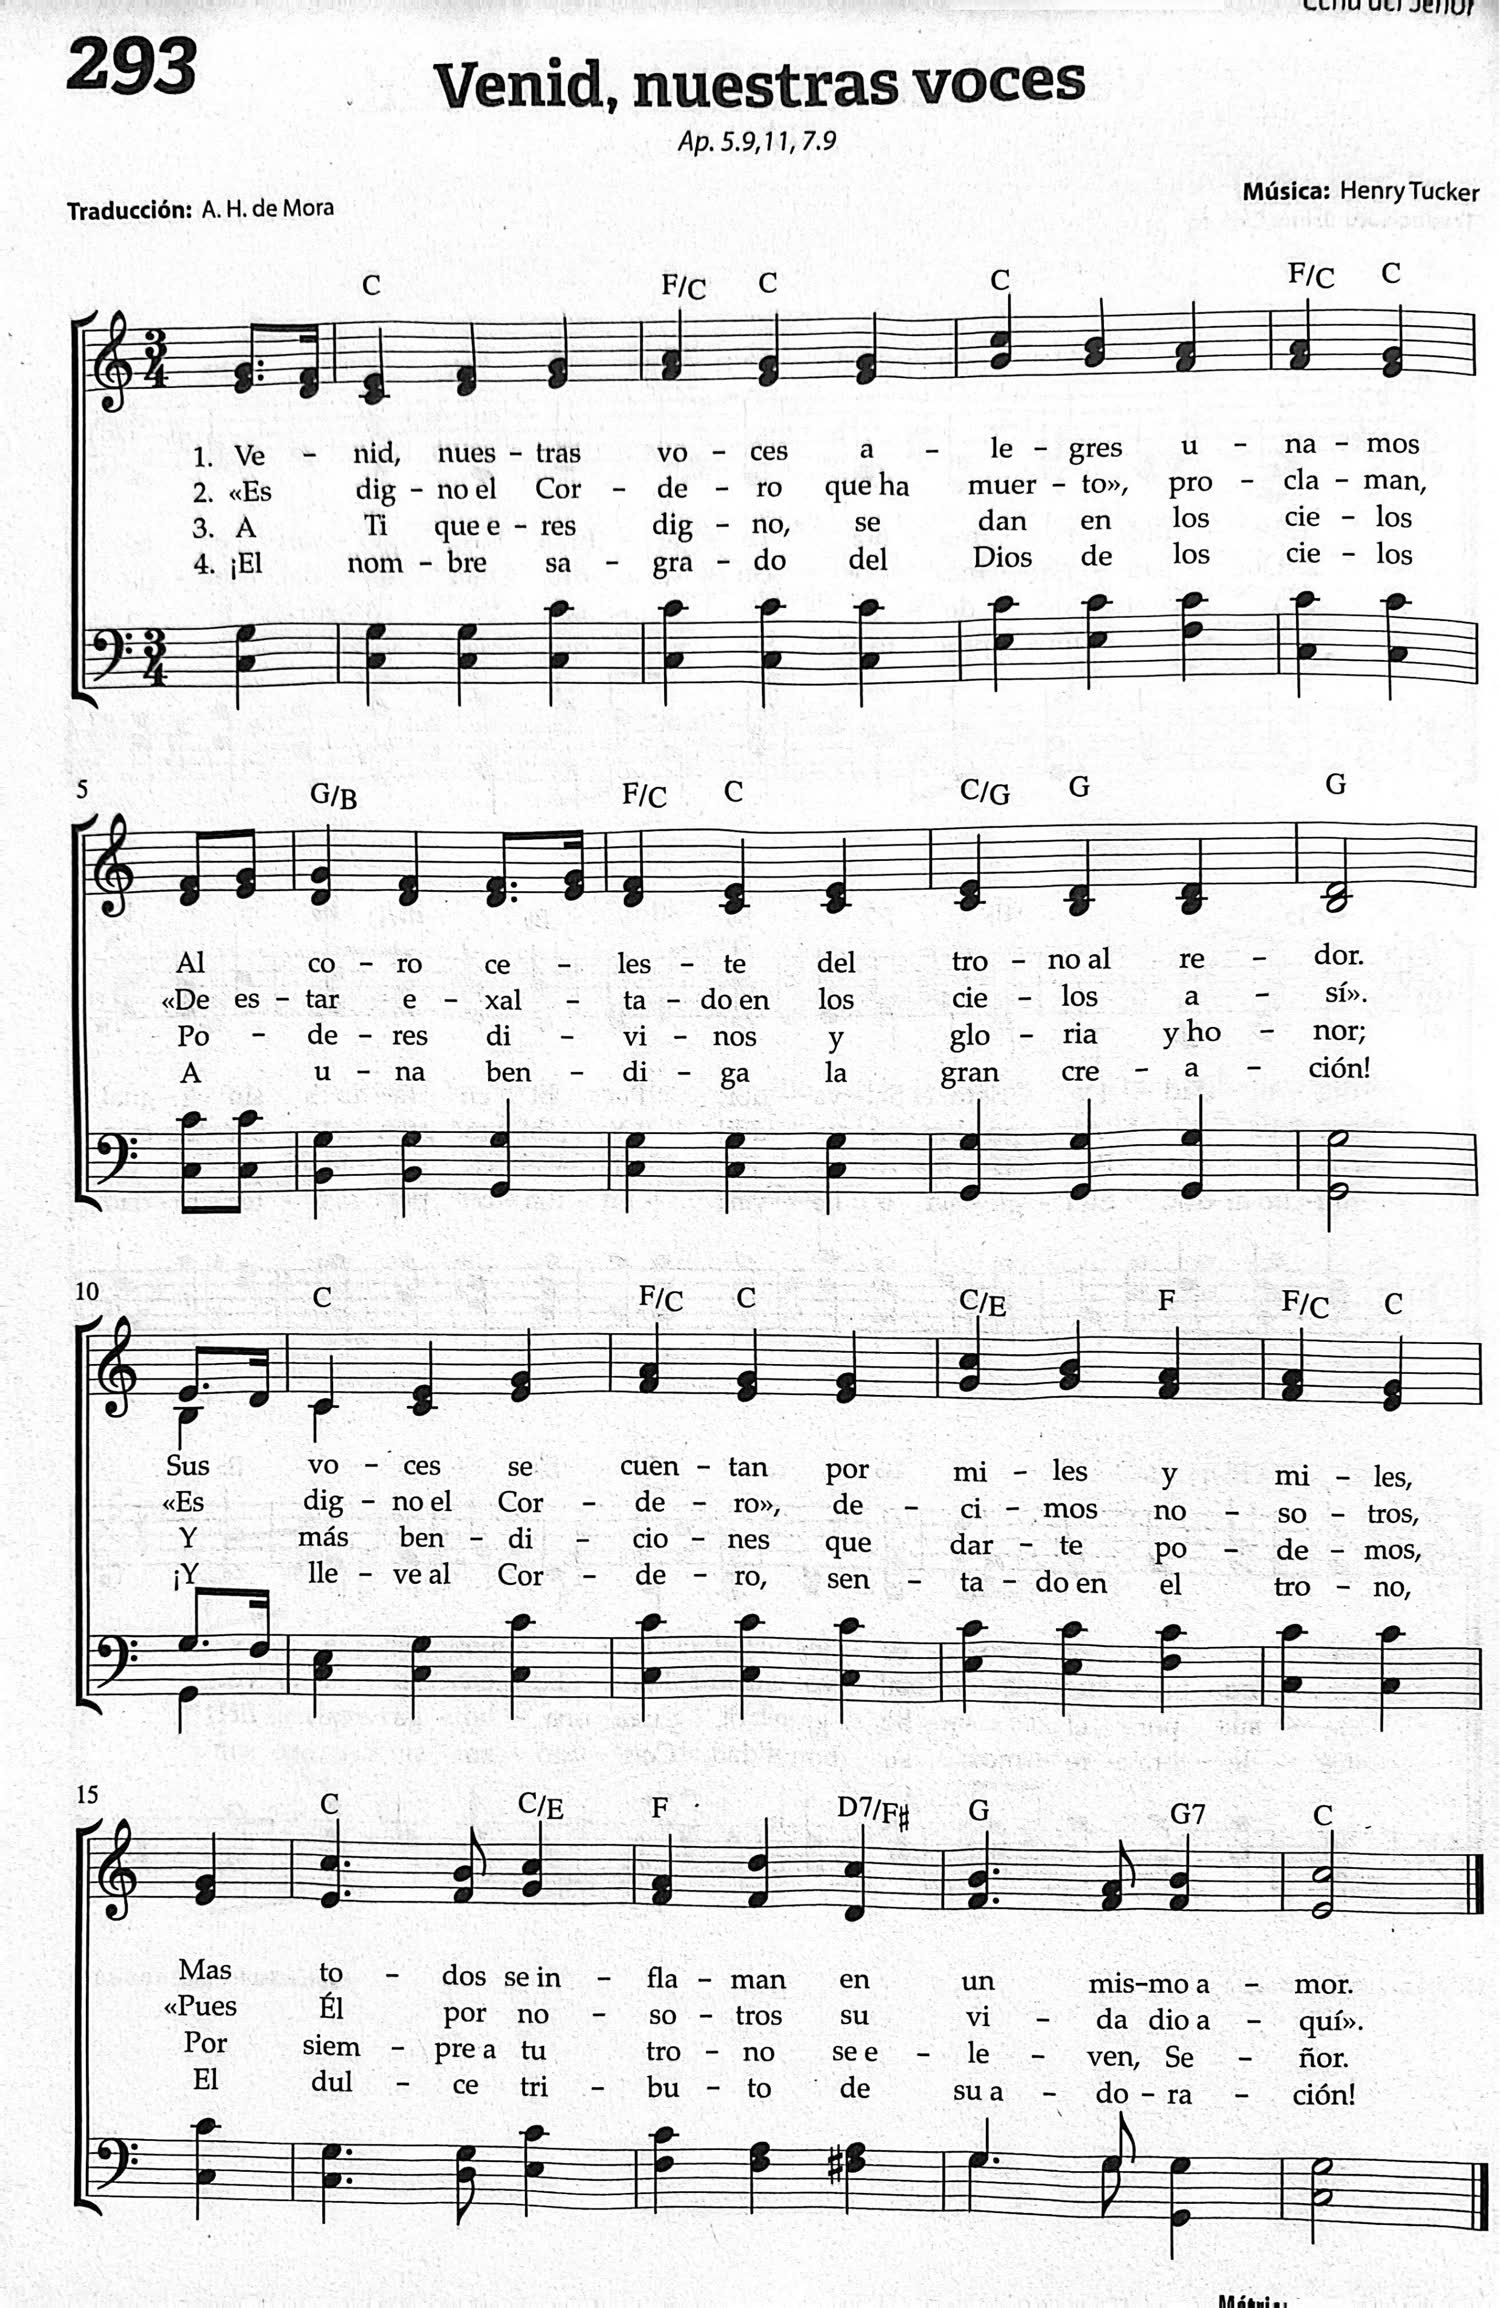 Cena del Señor
293
Venid, nuestras voces
Ap. 5.9,11, 7.9
Traducción: A. H. de Mora
Música: Henry Tucker
C F/C C C F/C C
3 4
1. Ve – nid, nues – tras vo – ces a – le – gres u – na – mos
2. «Es dig – no el Cor – de – ro que ha muer – to», pro – cla – man,
3. A Ti que e – res dig – no, se dan en los cie – los
4. ¡El nom – bre sa – gra – do del Dios de los cie – los
3 4
5
G/B F/C C C/G G G
Al co – ro ce – les – te del tro – no al re – dor.
«De es – tar e – xal – ta – do en los cie – los a – sí».
Po – de – res di – vi – nos y glo – ria y ho – nor;
A u – na ben – di – ga la gran cre – a – ción!
10
C F/C C C/E F F/C C
Sus vo – ces se cuen – tan por mi – les y mi – les,
«Es dig – no el Cor – de – ro», de – ci – mos no – so – tros,
Y más ben – di – cio – nes que dar – te po – de – mos,
¡Y lle – ve al Cor – de – ro, sen – ta – do en el tro – no,
15
C C/E F D7/F♯ G G7 C
Mas to – dos se in – fla – man en un mis–mo a – mor.
«Pues Él por no – so – tros su vi – da dio a – quí».
Por siem – pre a tu tro – no se e – le – ven, Se – ñor.
El dul – ce tri – bu – to de su a – do – ra – ción!